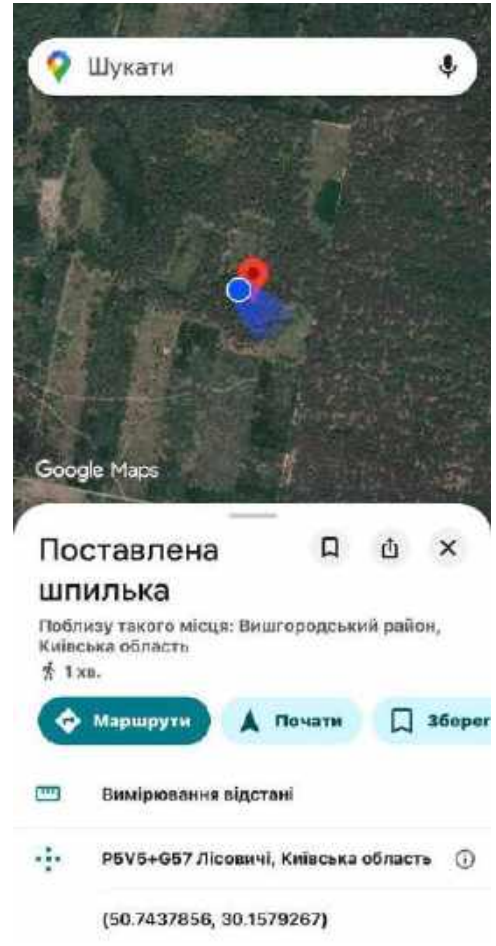 Шукати
Google Maps
Поставлена
шпилька
Поблизу такого місця: Вишгородський район,
Київська область
1 хв.
Маршрути
Почати
Зберег
Вимірювання відстані
P5V5+G57 Лісовичі, Київська область
(50.7437856, 30.1579267)